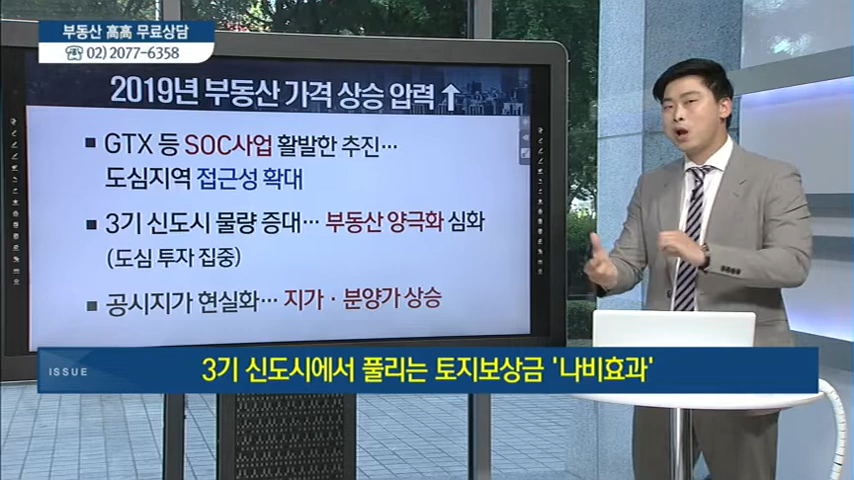 부동산 高高 무료상담
☎ 02) 2077-6358
2019년 부동산 가격 상승 압력 ↑
■ GTX 등 SOC사업 활발한 추진…
도심지역 접근성 확대
■ 3기 신도시 물량 증대… 부동산 양극화 심화
(도심 투자 집중)
■ 공시지가 현실화… 지가 · 분양가 상승
ISSUE
3기 신도시에서 풀리는 토지보상금 '나비효과'